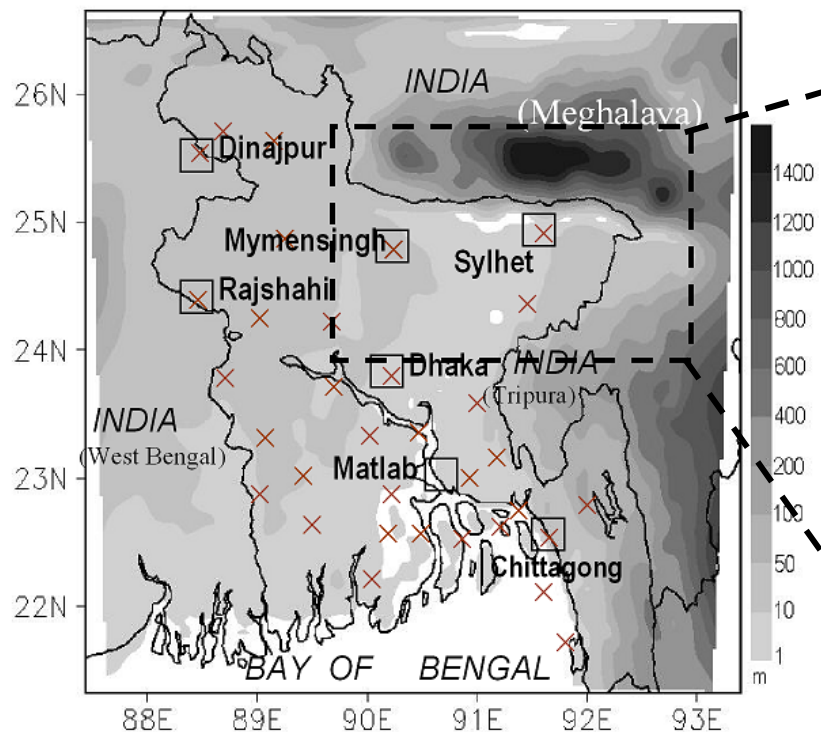 26N
25N
24N
23N
22N
88E
89E
90E
91E
92E
93E
INDIA
(Meghalaya)
Dinajpur
Mymensingh
Sylhet
Rajshahi
Dhaka
INDIA
(Tripura)
INDIA
(West Bengal)
Matlab
Chittagong
BAY OF BENGAL
1400
1200
1000
800
600
400
200
100
50
10
1
m